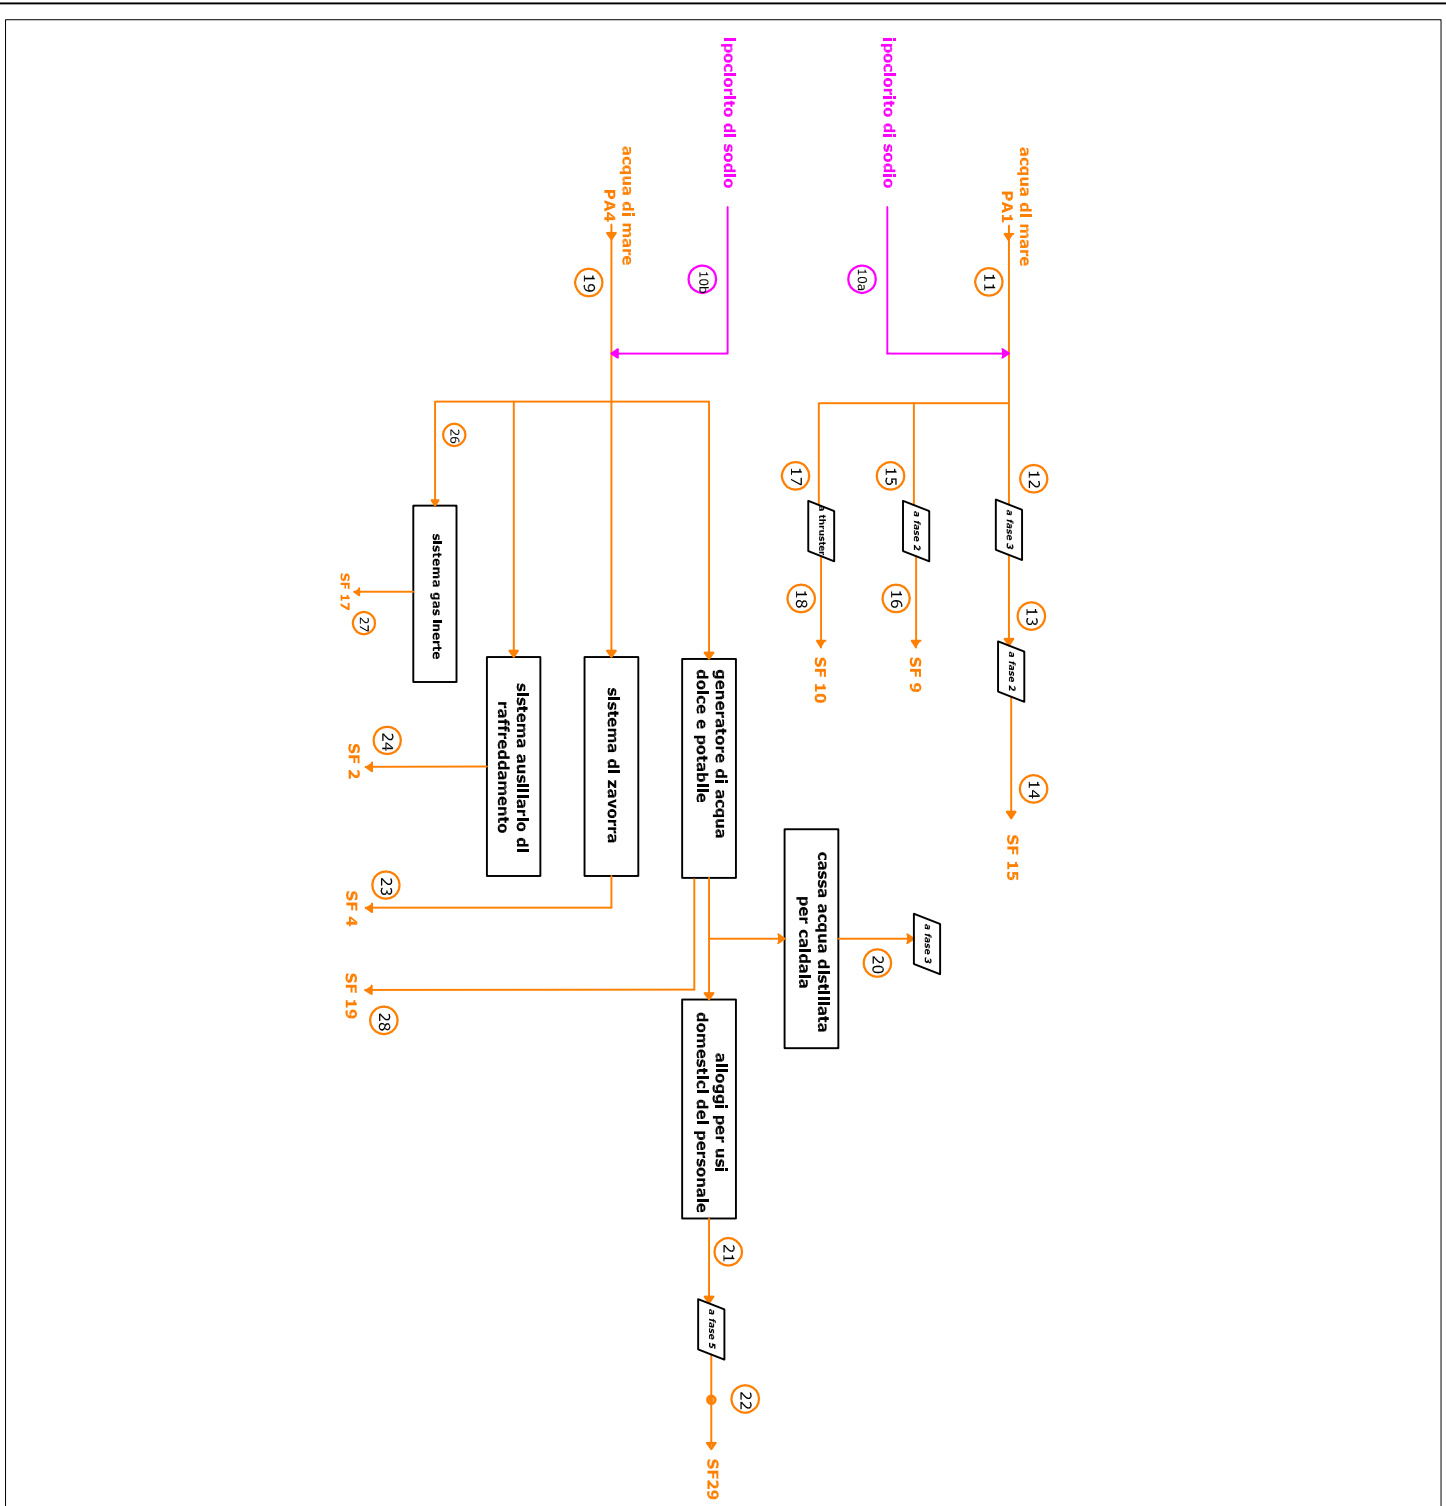 acqua di mare
PA1
11
ipoclorito di sodio
10a
12
a fase 3
13
a fase 2
14
SF 15
15
a fase 2
16
SF 9
17
a thruster
18
SF 10
ipoclorito di sodio
10b
acqua di mare
PA4
19
generatore di acqua
dolce e potabile
cassa acqua distillata
per caldaia
20
a fase 3
alloggi per usi
domestici del personale
21
a fase 5
22
SF29
28
SF 19
sistema di zavorra
23
SF 4
sistema ausiliario di
raffreddamento
24
SF 2
26
sistema gas inerte
27
SF 17